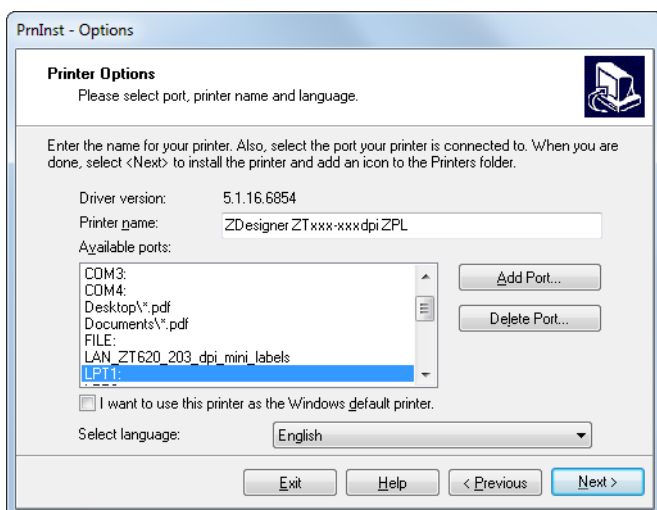 PrnInst - Options
Printer Options
Please select port, printer name and language.
Enter the name for your printer. Also, select the port your printer is connected to. When you are
done, select <Next> to install the printer and add an icon to the Printers folder.
Driver version: 5.1.16.6854
Printer name: ZDesigner ZTxxx-xxxdpi ZPL
Available ports:
COM3:
COM4:
Desktop\*.pdf
Documents\*.pdf
FILE:
LAN_ZT620_203_dpi_mini_labels
LPT1:
Add Port...
Delete Port...
I want to use this printer as the Windows default printer.
Select language: English
Exit Help < Previous Next >